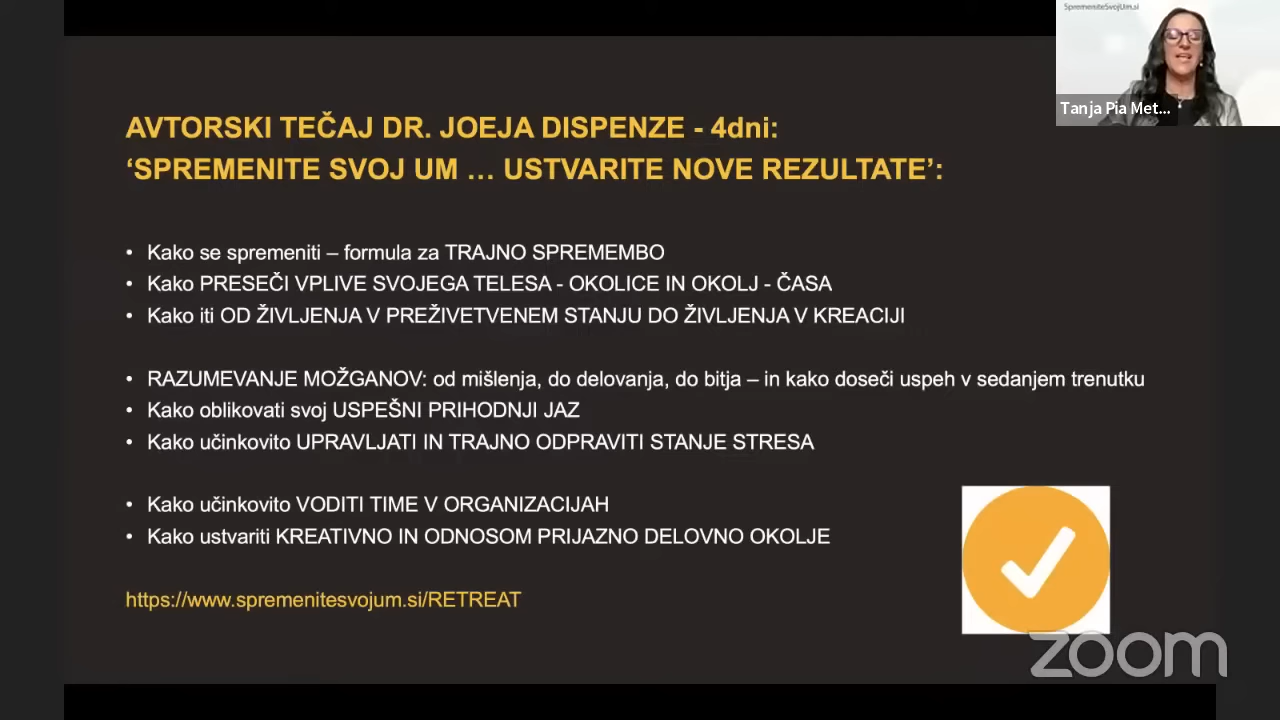 SpremeniteSvojUm.si
Tanja Pia Met...
AVTORSKI TEČAJ DR. JOEJA DISPENZE - 4dni:
‘SPREMENITE SVOJ UM … USTVARITE NOVE REZULTATE’:
• Kako se spremeniti – formula za TRAJNO SPREMEMBO
• Kako PRESEČI VPLIVE SVOJEGA TELESA - OKOLICE IN OKOLJ - ČASA
• Kako iti OD ŽIVLJENJA V PREŽIVETVENEM STANJU DO ŽIVLJENJA V KREACIJI
• RAZUMEVANJE MOŽGANOV: od mišlenja, do delovanja, do bitja – in kako doseči uspeh v sedanjem trenutku
• Kako oblikovati svoj USPEŠNI PRIHODNJI JAZ
• Kako učinkovito UPRAVLJATI IN TRAJNO ODPRAVITI STANJE STRESA
• Kako učinkovito VODITI TIME V ORGANIZACIJAH
• Kako ustvariti KREATIVNO IN ODNOSOM PRIJAZNO DELOVNO OKOLJE
https://www.spremenitesvojum.si/RETREAT
zoom